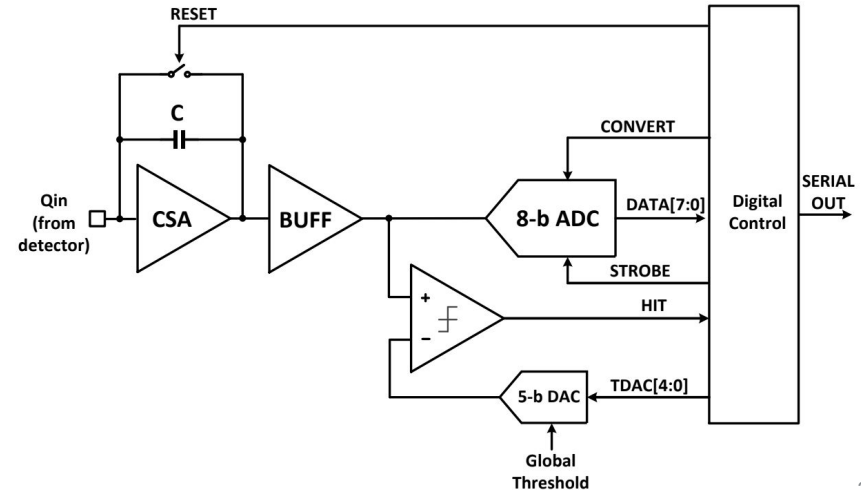 RESET
C
CONVERT
Qin
(from
detector)
CSA
BUFF
8-b ADC
DATA[7:0]
Digital
Control
SERIAL
OUT
STROBE
+
HIT
−
5-b DAC
TDAC[4:0]
Global
Threshold